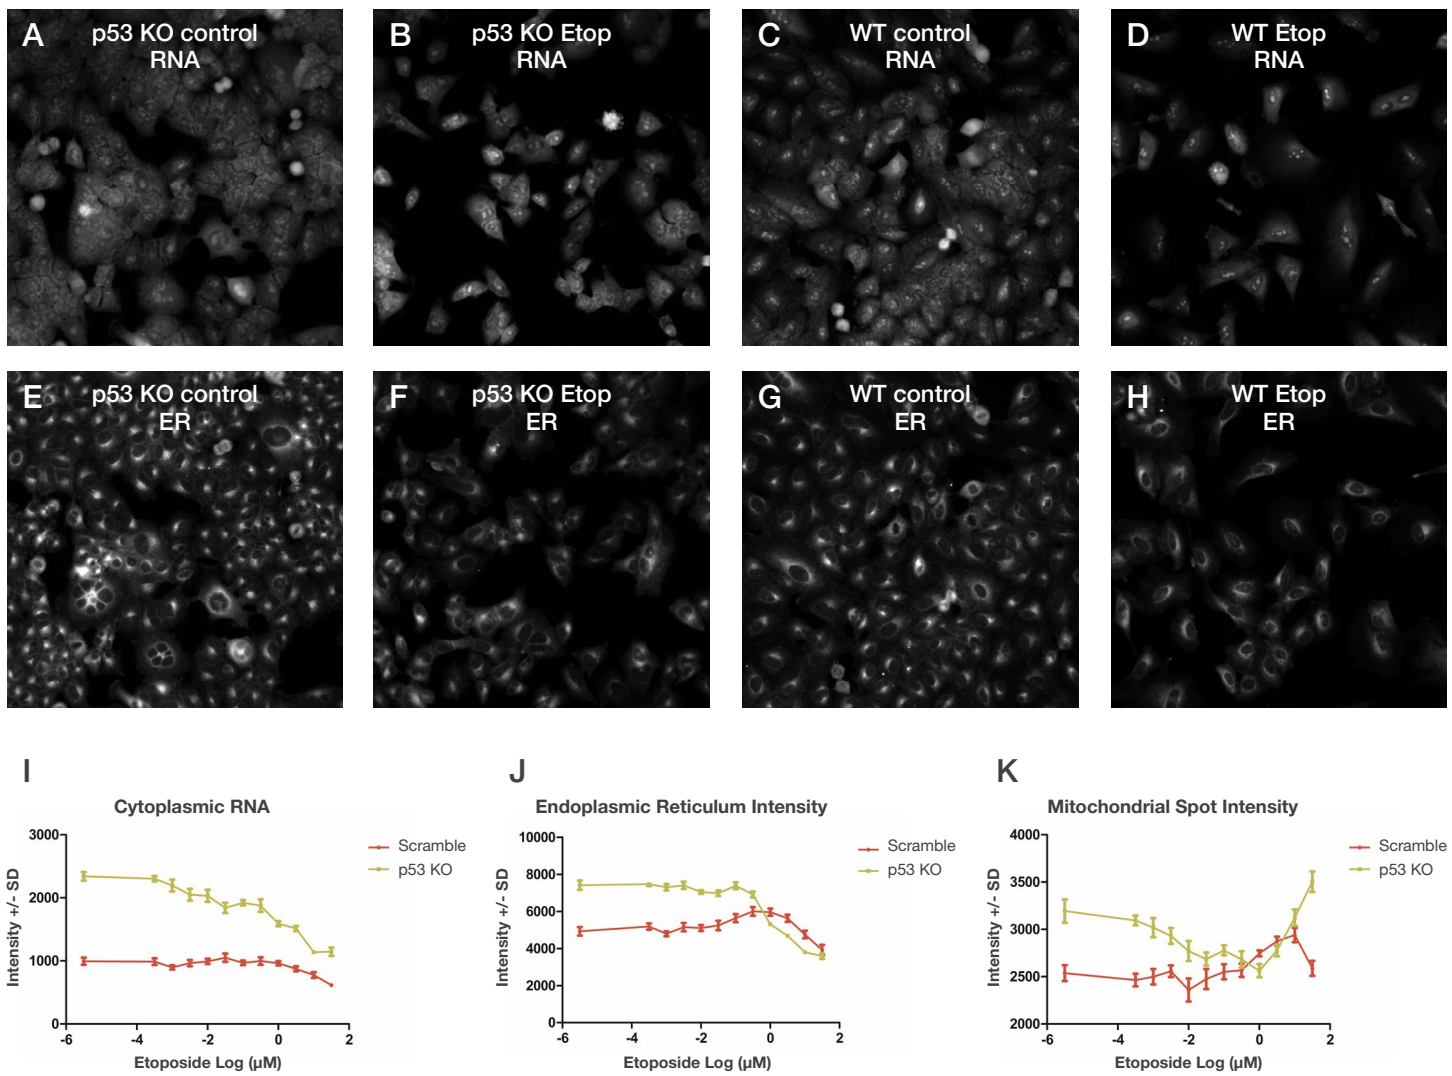 A
p53 KO control
RNA
B
p53 KO Etop
RNA
C
WT control
RNA
D
WT Etop
RNA
E
p53 KO control
ER
F
p53 KO Etop
ER
G
WT control
ER
H
WT Etop
ER
I
Cytoplasmic RNA
Intensity +/- SD
3000
2000
1000
0
-6
-4
-2
0
2
Etoposide Log (µM)
Scramble
p53 KO
J
Endoplasmic Reticulum Intensity
Intensity +/- SD
10000
8000
6000
4000
2000
0
-6
-4
-2
0
2
Etoposide Log (µM)
Scramble
p53 KO
K
Mitochondrial Spot Intensity
Intensity +/- SD
4000
3500
3000
2500
2000
-6
-4
-2
0
2
Etoposide Log (µM)
Scramble
p53 KO